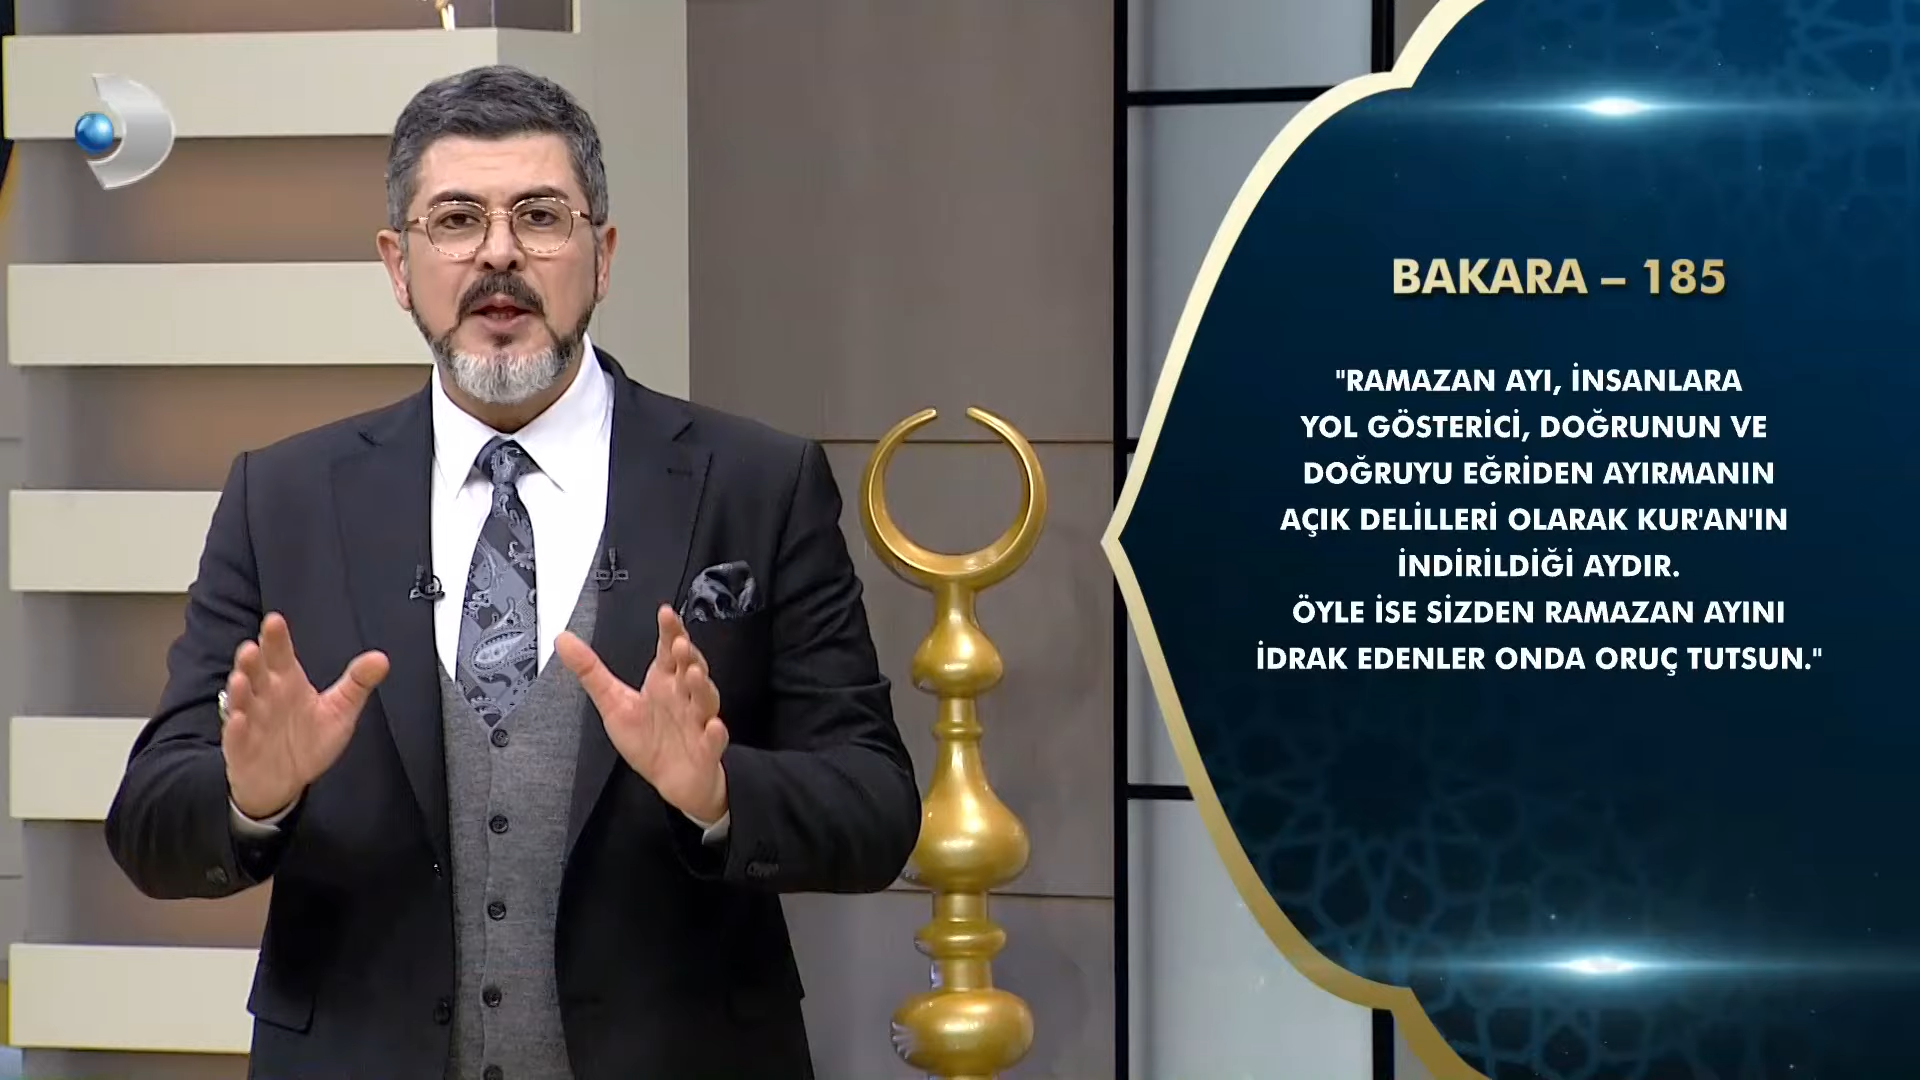 BAKARA – 185
"RAMAZAN AYI, İNSANLARA
YOL GÖSTERİCİ, DOĞRUNUN VE
DOĞRUYU EĞRİDEN AYIRMANIN
AÇIK DELİLLERİ OLARAK KUR'AN'IN
İNDİRİLDİĞİ AYDIR.
ÖYLE İSE SİZDEN RAMAZAN AYINI
İDRAK EDENLER ONDA ORUÇ TUTSUN."